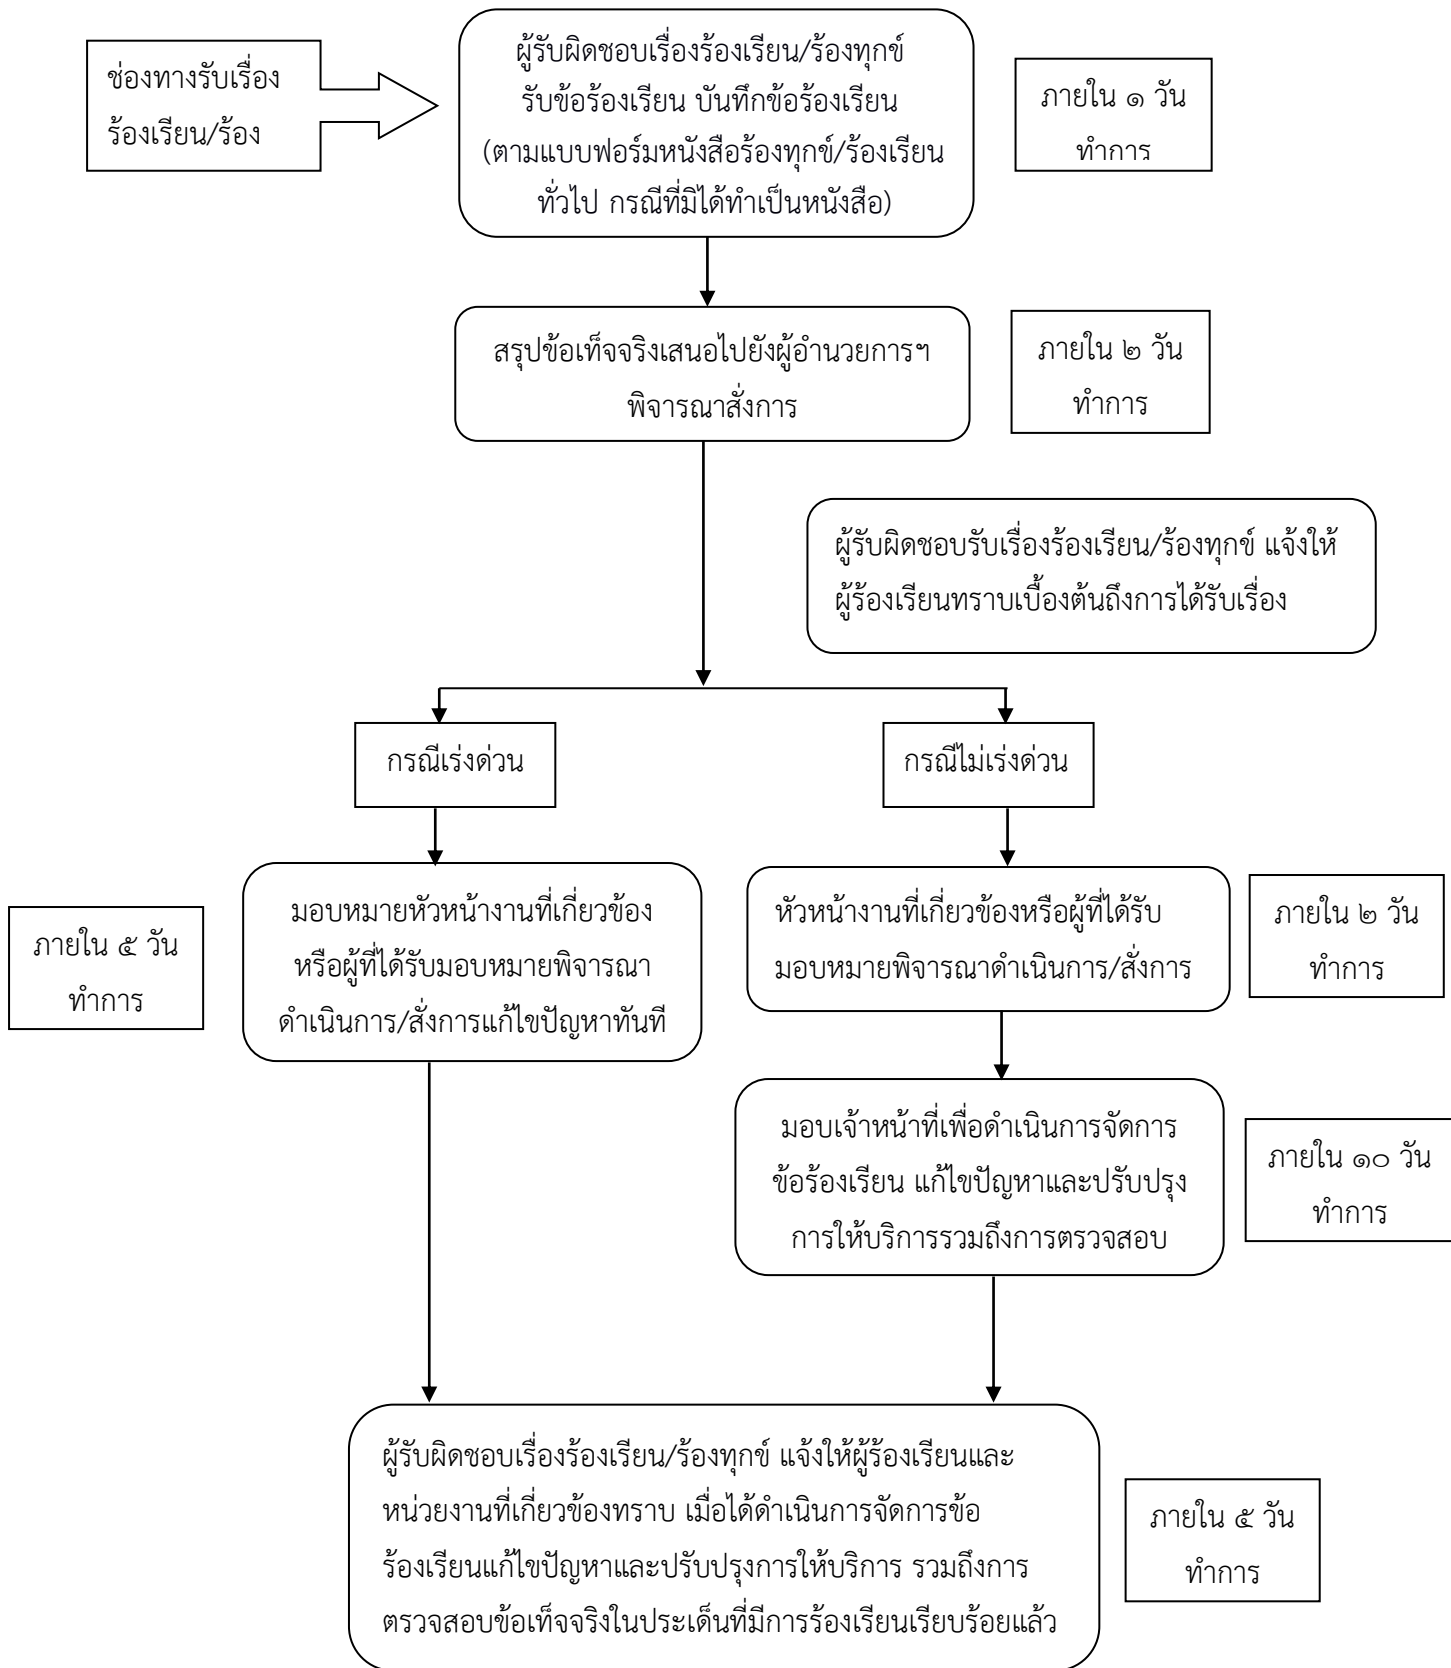 ช่องทางรับเรื่อง
ร้องเรียน/ร้อง
ผู้รับผิดชอบเรื่องร้องเรียน/ร้องทุกข์
รับข้อร้องเรียน บันทึกข้อร้องเรียน
(ตามแบบฟอร์มหนังสือร้องทุกข์/ร้องเรียน
ทั่วไป กรณีที่มิได้ทำเป็นหนังสือ)
ภายใน ๑ วัน
ทำการ
สรุปข้อเท็จจริงเสนอไปยังผู้อำนวยการฯ
พิจารณาสั่งการ
ภายใน ๒ วัน
ทำการ
ผู้รับผิดชอบรับเรื่องร้องเรียน/ร้องทุกข์ แจ้งให้
ผู้ร้องเรียนทราบเบื้องต้นถึงการได้รับเรื่อง
กรณีเร่งด่วน
กรณีไม่เร่งด่วน
ภายใน ๕ วัน
ทำการ
มอบหมายหัวหน้างานที่เกี่ยวข้อง
หรือผู้ที่ได้รับมอบหมายพิจารณา
ดำเนินการ/สั่งการแก้ไขปัญหาทันที
หัวหน้างานที่เกี่ยวข้องหรือผู้ที่ได้รับ
มอบหมายพิจารณาดำเนินการ/สั่งการ
ภายใน ๒ วัน
ทำการ
มอบเจ้าหน้าที่เพื่อดำเนินการจัดการ
ข้อร้องเรียน แก้ไขปัญหาและปรับปรุง
การให้บริการรวมถึงการตรวจสอบ
ภายใน ๑๐ วัน
ทำการ
ผู้รับผิดชอบเรื่องร้องเรียน/ร้องทุกข์ แจ้งให้ผู้ร้องเรียนและ
หน่วยงานที่เกี่ยวข้องทราบ เมื่อได้ดำเนินการจัดการข้อ
ร้องเรียนแก้ไขปัญหาและปรับปรุงการให้บริการ รวมถึงการ
ตรวจสอบข้อเท็จจริงในประเด็นที่มีการร้องเรียนเรียบร้อยแล้ว
ภายใน ๕ วัน
ทำการ